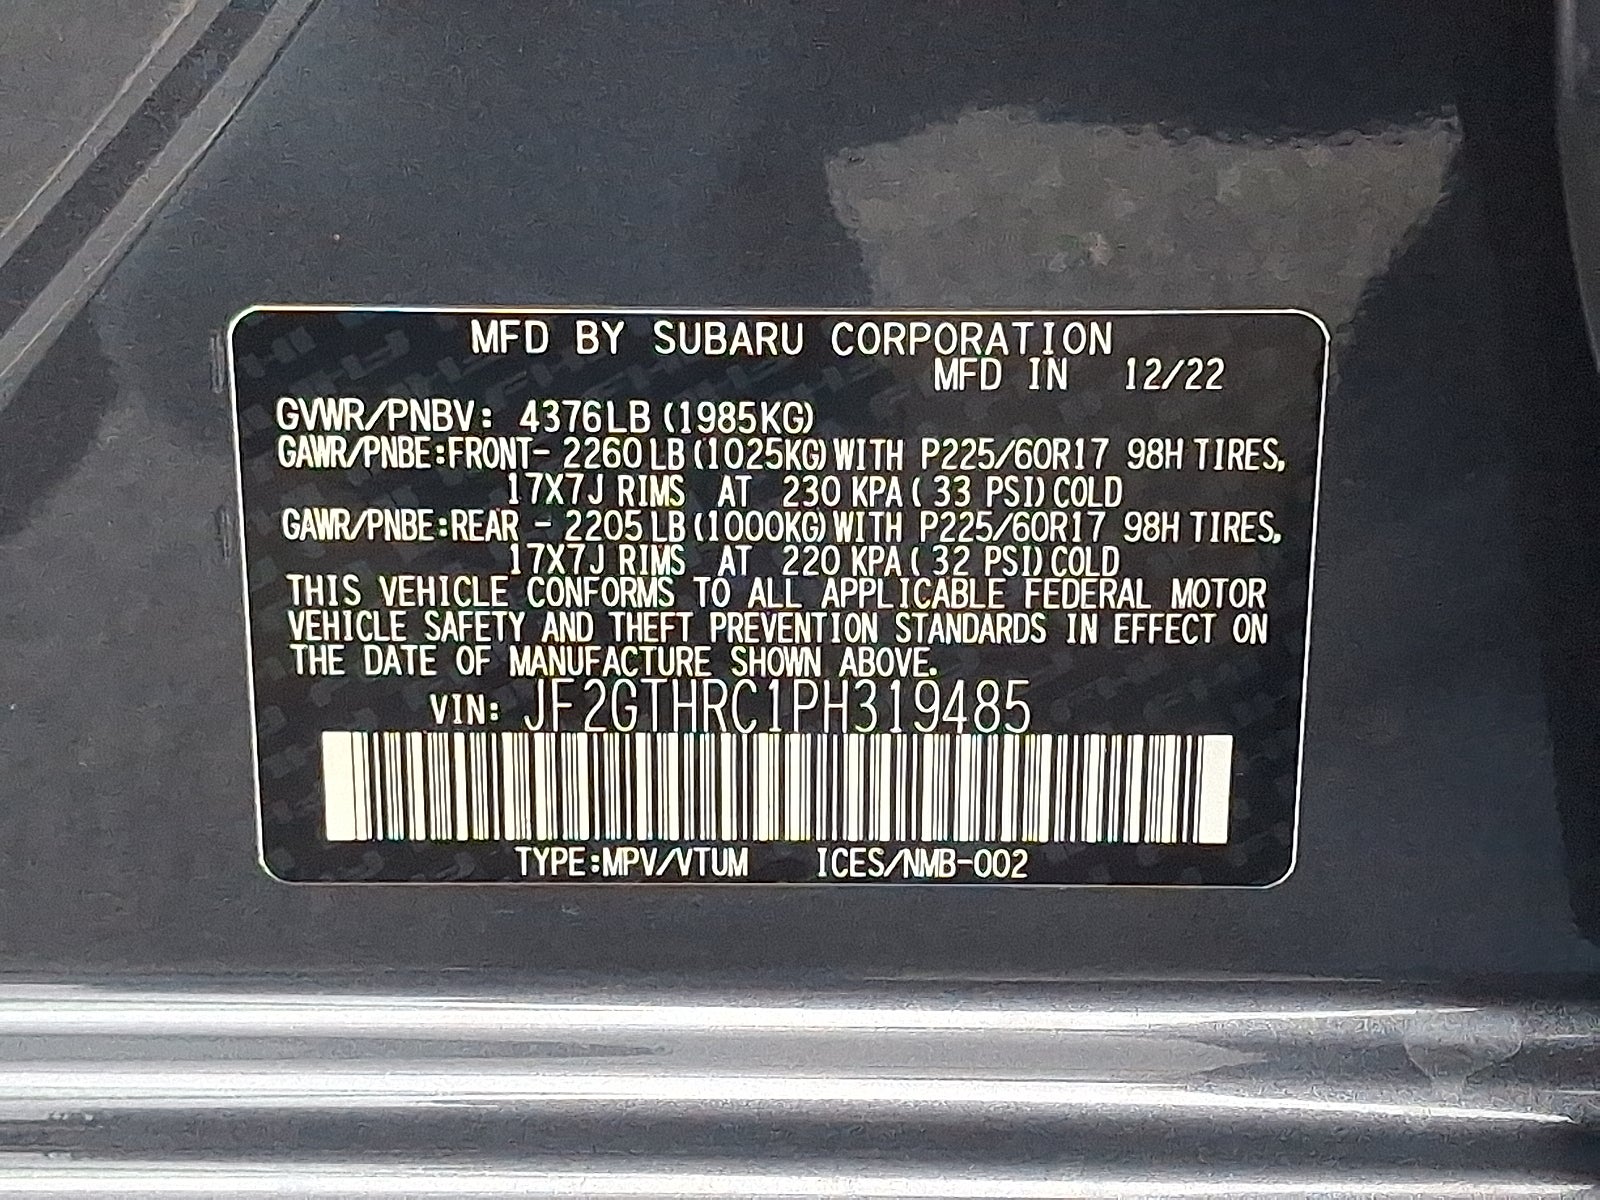 MFD BY SUBARU CORPORATION
MFD IN 12/22
GVWR/PNBV: 4376LB (1985KG)
GAWR/PNBE:FRONT- 2260LB (1025KG) WITH P225/60R17 98H TIRES,
17X7J RIMS AT 230 KPA ( 33 PSI) COLD
GAWR/PNBE:REAR - 2205LB (1000KG) WITH P225/60R17 98H TIRES,
17X7J RIMS AT 220 KPA ( 32 PSI) COLD
THIS VEHICLE CONFORMS TO ALL APPLICABLE FEDERAL MOTOR
VEHICLE SAFETY AND THEFT PREVENTION STANDARDS IN EFFECT ON
THE DATE OF MANUFACTURE SHOWN ABOVE.
VIN: JF2GTHRC1PH319485
TYPE:MPV/VTUM ICES/NMB-002